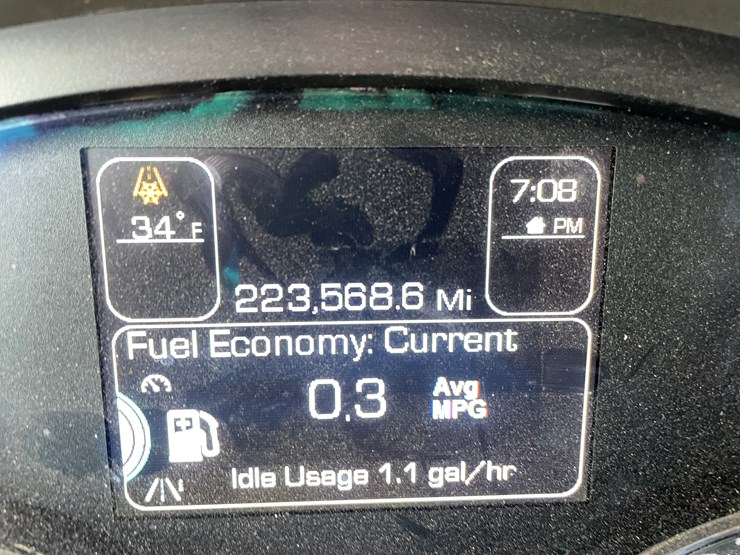 34°F
7:08
PM
223,568.6 Mi
Fuel Economy: Current
0.3 Avg
MPG
Idle Usage 1.1 gal/hr